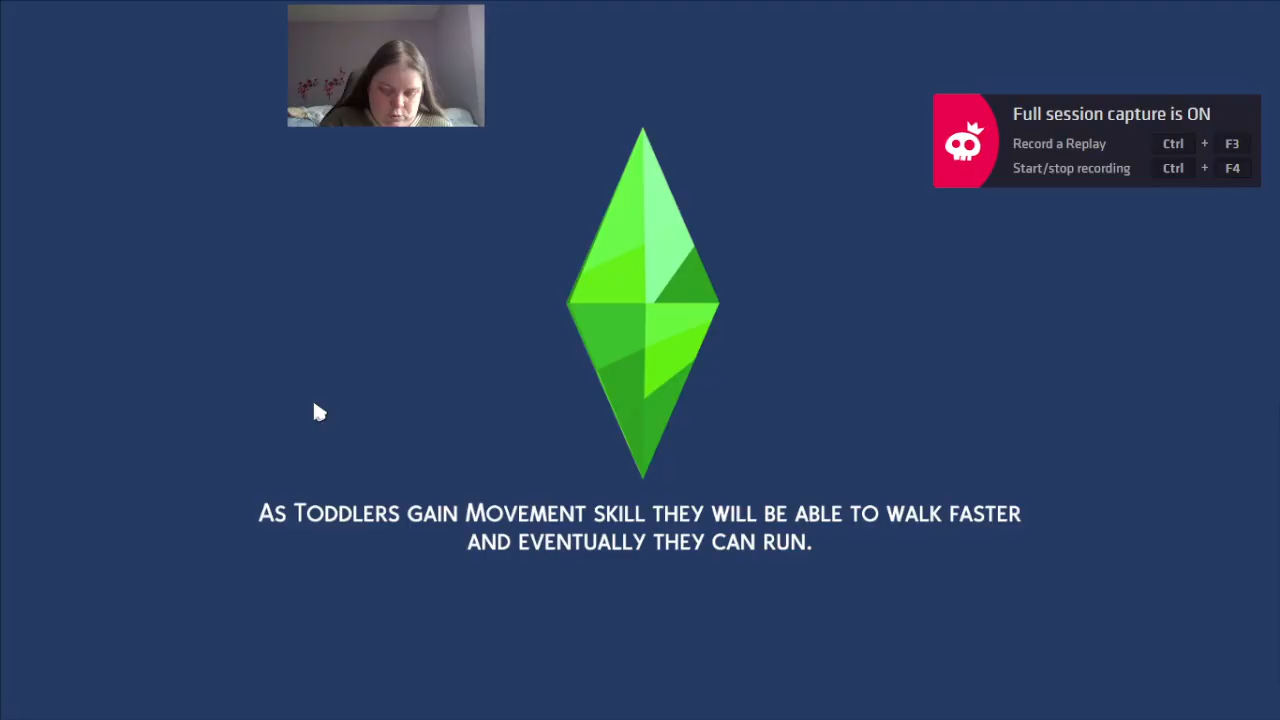 Full session capture is ON
Record a Replay Ctrl + F3
Start/stop recording Ctrl + F4
AS TODDLERS GAIN MOVEMENT SKILL THEY WILL BE ABLE TO WALK FASTER
AND EVENTUALLY THEY CAN RUN.